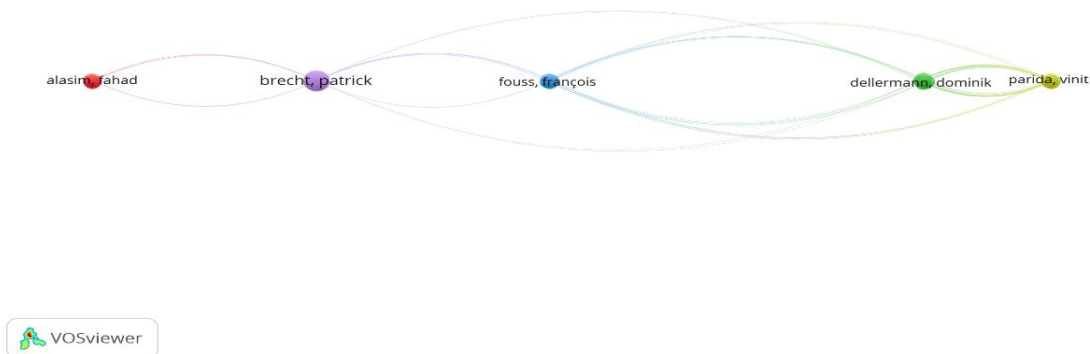 alasim, fahad
brecht, patrick
fouss, françois
dellermann, dominik
parida, vinit
VOSviewer